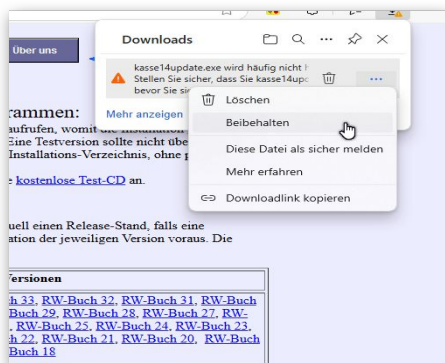 Über uns
Downloads
kasse14update.exe wird häufig nicht
Stellen Sie sicher, dass Sie kasse14upd
bevor Sie
Mehr anzeigen
Löschen
Beibehalten
Diese Datei als sicher melden
Mehr erfahren
Downloadlink kopieren
rammen:
aufrufen, womit die Installation
Eine Testversion sollte nicht übe
Installations-Verzeichnis, ohne
e kostenlose Test-CD an.
uell einen Release-Stand, falls eine
ation der jeweiligen Version voraus. Die
Versionen
h 33, RW-Buch 32, RW-Buch 31, RW-Buch
Buch 29, RW-Buch 28, RW-Buch 27, RW-
, RW-Buch 25, RW-Buch 24, RW-Buch 23,
h 22, RW-Buch 21, RW-Buch 20, RW-Buch
Buch 18